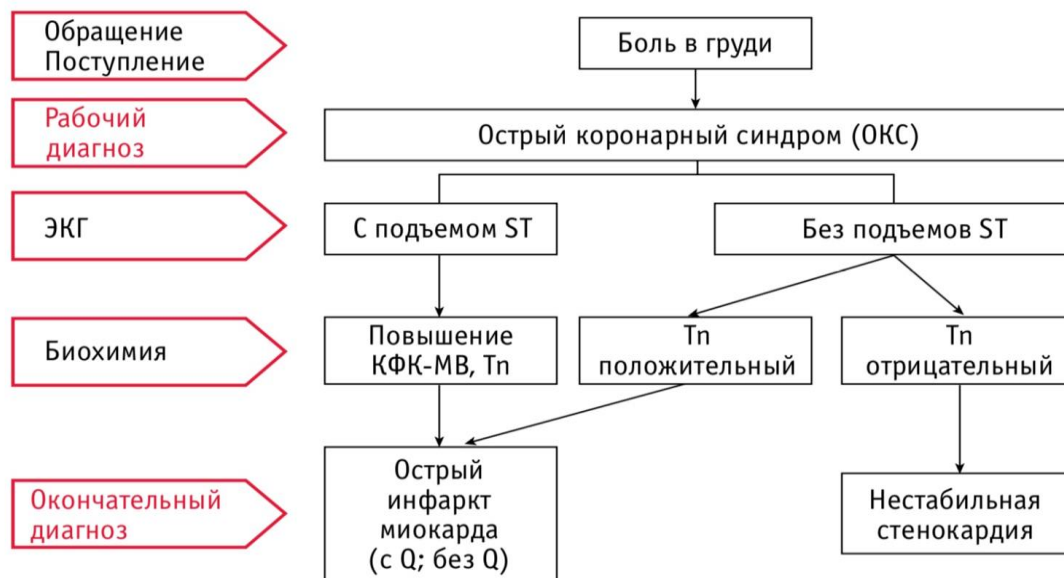 Обращение
Поступление
Боль в груди
Рабочий
диагноз
Острый коронарный синдром (ОКС)
ЭКГ
С подъемом ST
Без подъемов ST
Биохимия
Повышение
КФК-МВ, Tn
Tn
положительный
Tn
отрицательный
Окончательный
диагноз
Острый
инфаркт
миокарда
(с Q; без Q)
Нестабильная
стенокардия